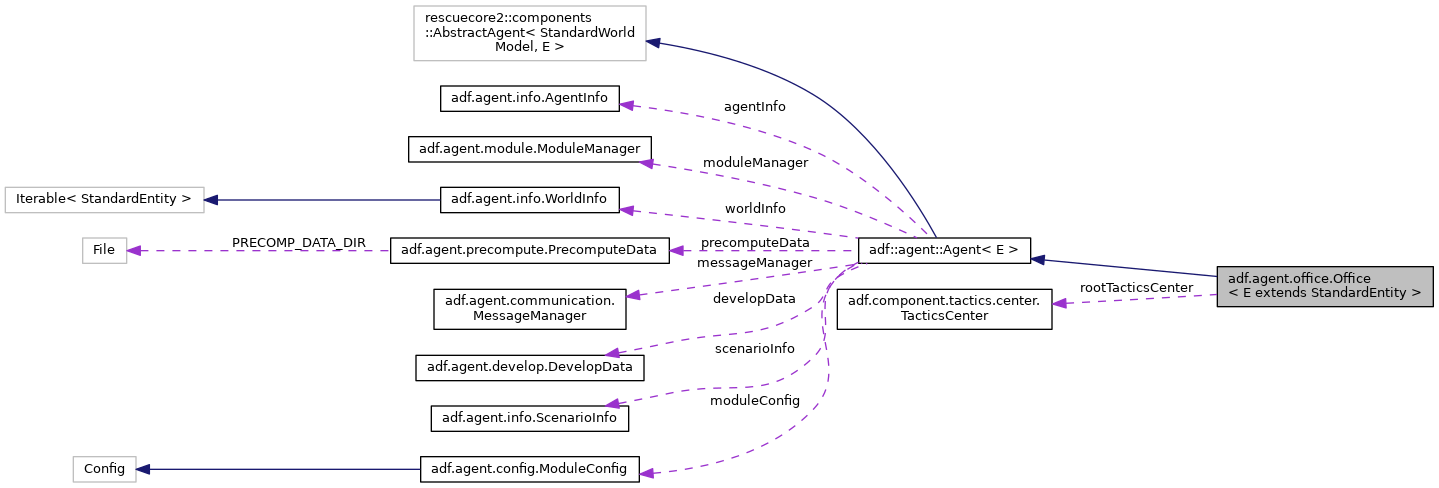 rescuecore2::components
::AbstractAgent< StandardWorld
Model, E >
adf.agent.info.AgentInfo
agentInfo
adf.agent.module.ModuleManager
moduleManager
Iterable< StandardEntity >
adf.agent.info.WorldInfo
worldInfo
File
PRECOMP_DATA_DIR
adf.agent.precompute.PrecomputeData
precomputeData
adf::agent::Agent< E >
messageManager
adf.agent.communication.
MessageManager
developData
adf.component.tactics.center.
TacticsCenter
rootTacticsCenter
adf.agent.office.Office
< E extends StandardEntity >
adf.agent.develop.DevelopData
scenarioInfo
adf.agent.info.ScenarioInfo
moduleConfig
Config
adf.agent.config.ModuleConfig